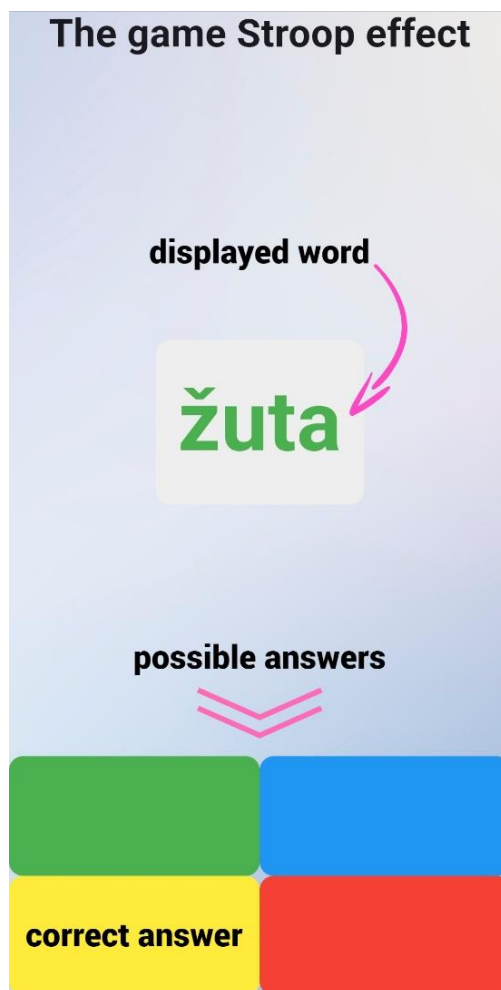 The game Stroop effect
displayed word
žuta
possible answers
correct answer